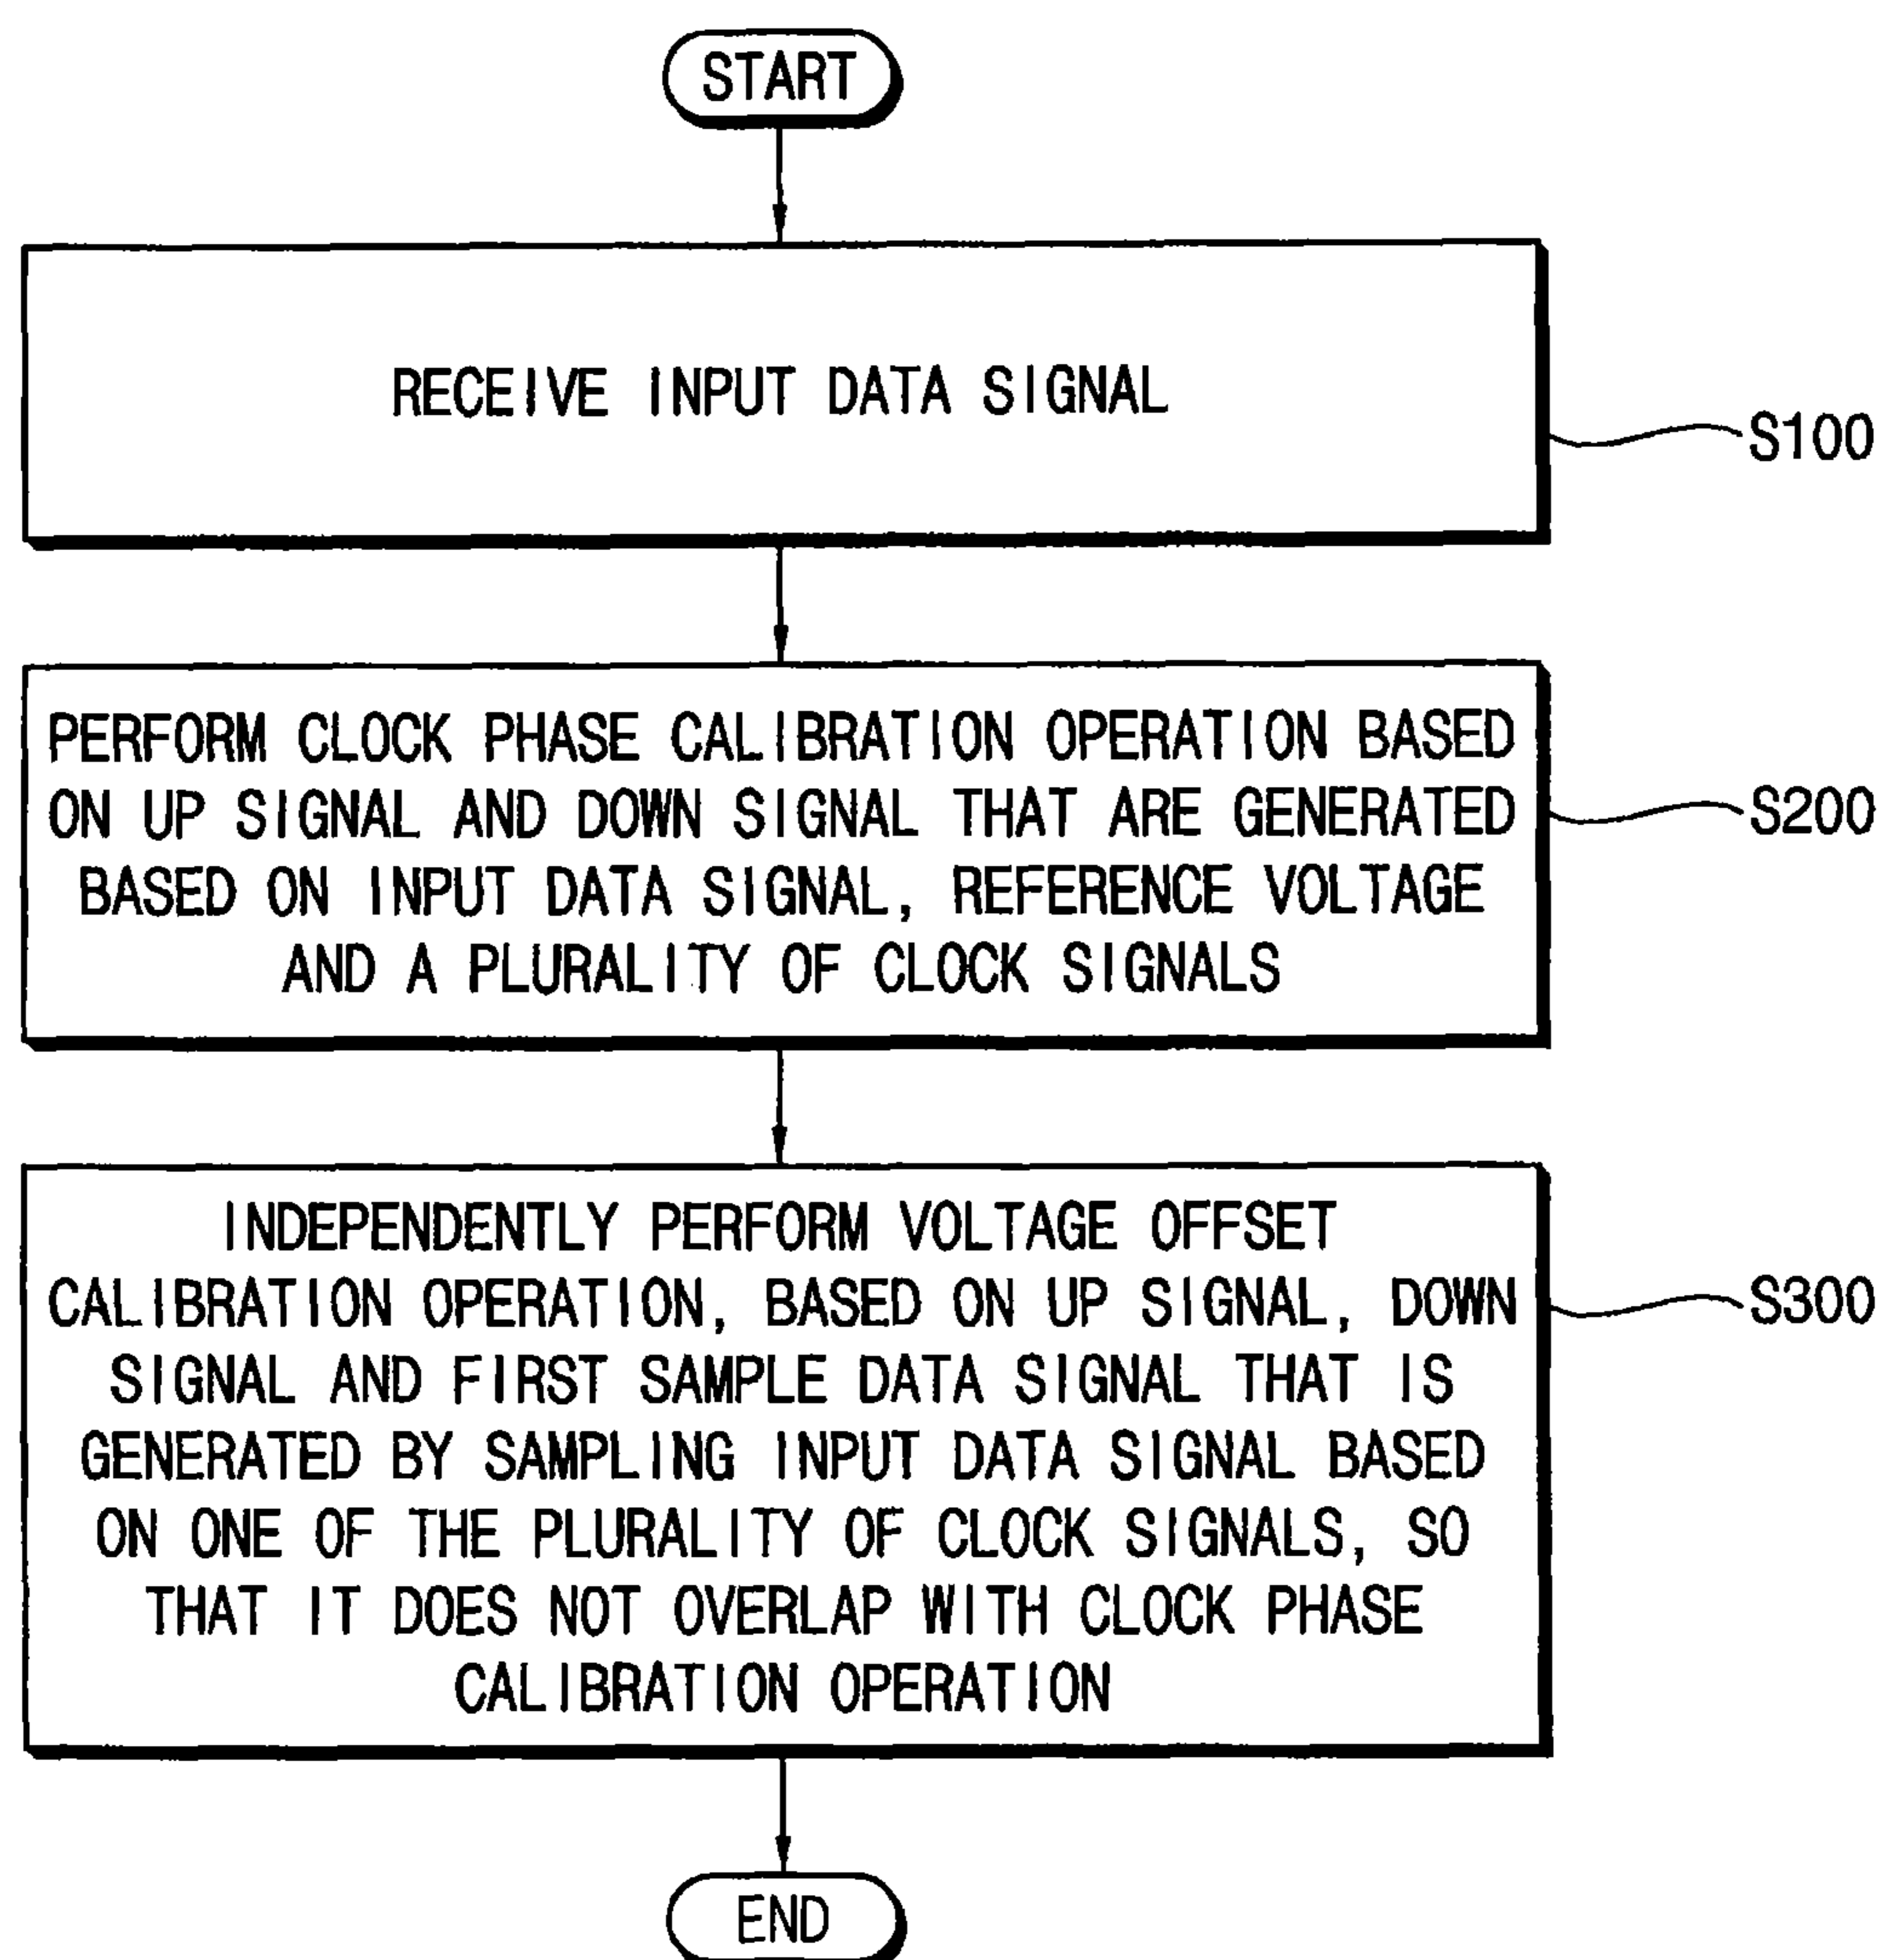 START
RECEIVE INPUT DATA SIGNAL
S100
PERFORM CLOCK PHASE CALIBRATION OPERATION BASED
ON UP SIGNAL AND DOWN SIGNAL THAT ARE GENERATED
BASED ON INPUT DATA SIGNAL, REFERENCE VOLTAGE
AND A PLURALITY OF CLOCK SIGNALS
S200
INDEPENDENTLY PERFORM VOLTAGE OFFSET
CALIBRATION OPERATION, BASED ON UP SIGNAL, DOWN
SIGNAL AND FIRST SAMPLE DATA SIGNAL THAT IS
GENERATED BY SAMPLING INPUT DATA SIGNAL BASED
ON ONE OF THE PLURALITY OF CLOCK SIGNALS, SO
THAT IT DOES NOT OVERLAP WITH CLOCK PHASE
CALIBRATION OPERATION
S300
END